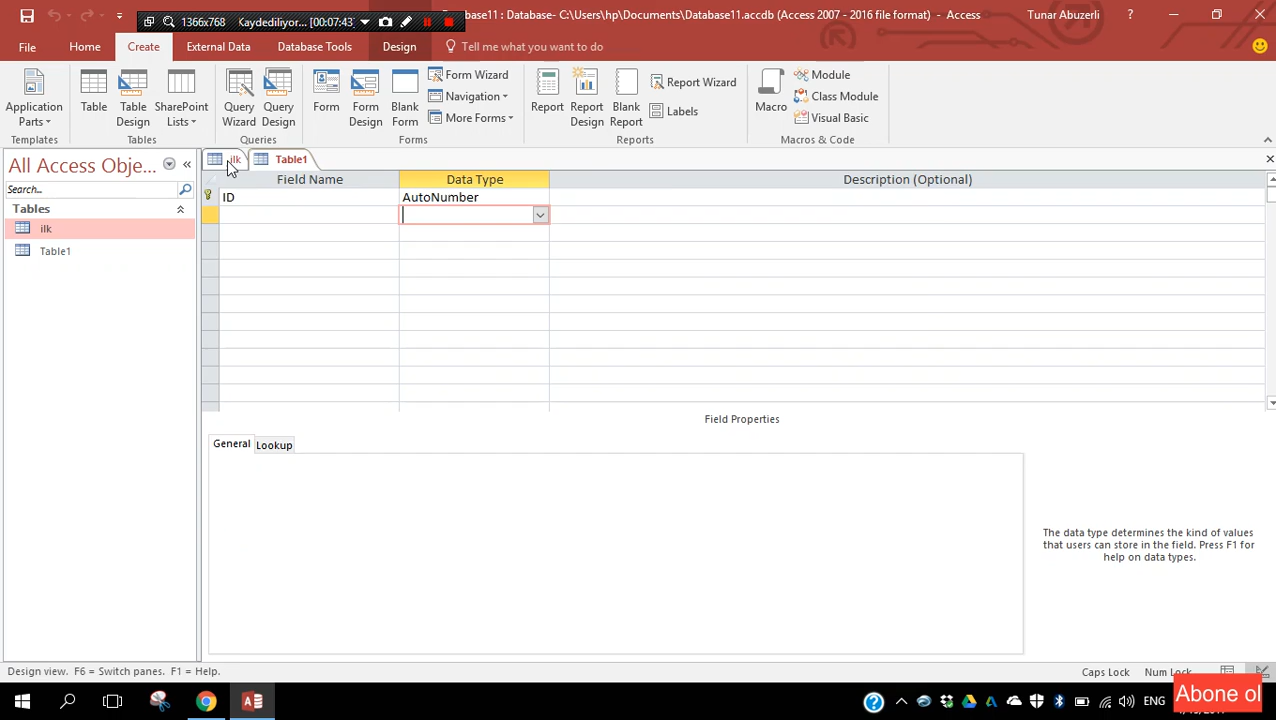 1366x768 Kaydediliyor... [00:07:43]
Database11 : Database- C:\Users\hp\Documents\Database11.accdb (Access 2007 - 2016 file format) - Access
Tunar Abuzerli ?
File Home Create External Data Database Tools Design Tell me what you want to do
Application Parts
Table
Table Design
SharePoint Lists
Query Wizard
Query Design
Form
Form Design
Blank Form
Form Wizard
Navigation
More Forms
Report
Report Design
Blank Report
Report Wizard
Labels
Macro
Module
Class Module
Visual Basic
Templates Tables Queries Forms Reports Macros & Code
All Access Obje...
Search...
Tables
ilk
Table1
ilk Table1
Field Name Data Type Description (Optional)
ID AutoNumber
Field Properties
General Lookup
The data type determines the kind of values
that users can store in the field. Press F1 for
help on data types.
Design view. F6 = Switch panes. F1 = Help.
Caps Lock Num Lock
ENG
Abone ol